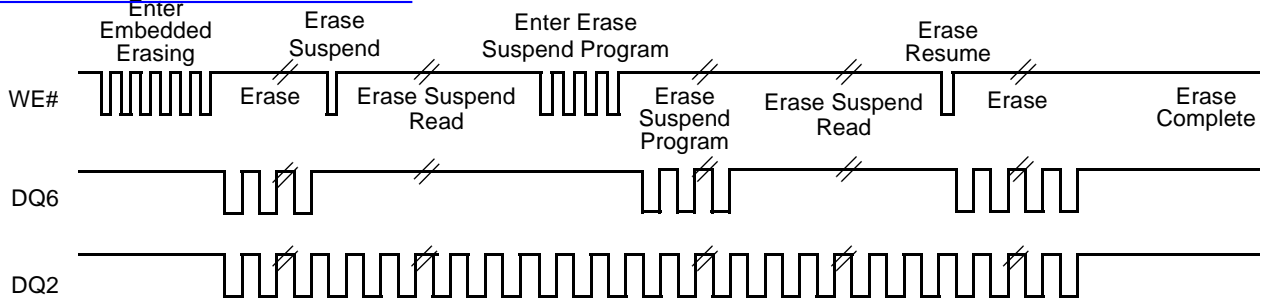 Enter
Embedded
Erasing
Erase
Suspend
Enter Erase
Suspend Program
Erase
Resume
WE#
Erase
Erase Suspend
Read
Erase
Suspend
Program
Erase Suspend
Read
Erase
Erase
Complete
DQ6
DQ2